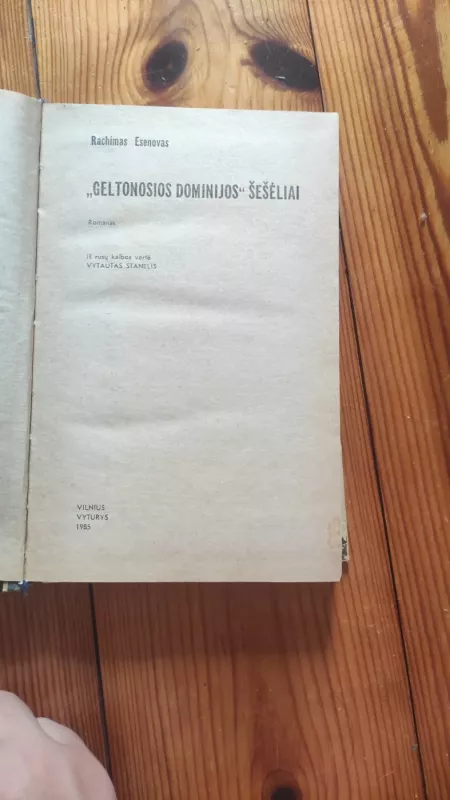 Rachimas Esenovas
„GELTONOSIOS DOMINIJOS“ ŠEŠĖLIAI
Romanas
Iš rusų kalbos vertė
VYTAUTAS STANELIS
VILNIUS
VYTURYS
1985